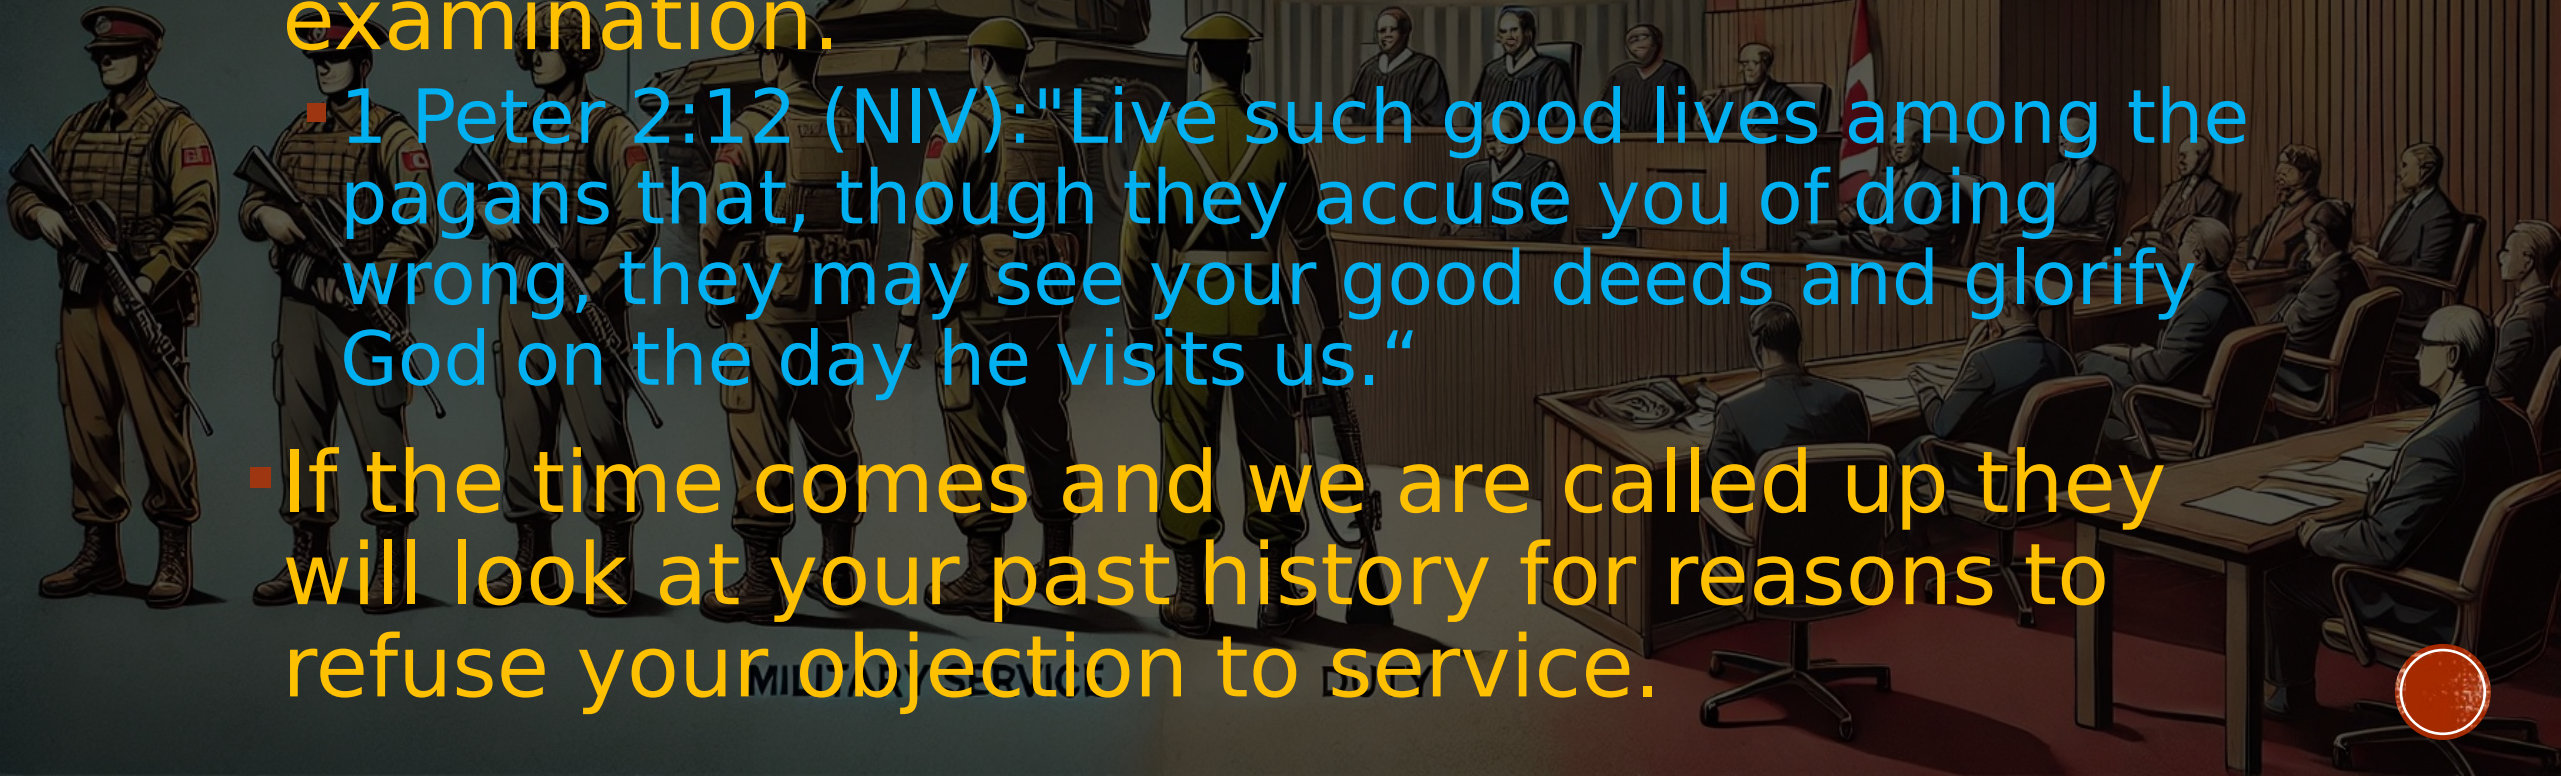 examination.
1 Peter 2:12 (NIV):"Live such good lives among the
pagans that, though they accuse you of doing
wrong, they may see your good deeds and glorify
God on the day he visits us.“
If the time comes and we are called up they
will look at your past history for reasons to
refuse your objection to service.
MILITARY SERVICE DUTY